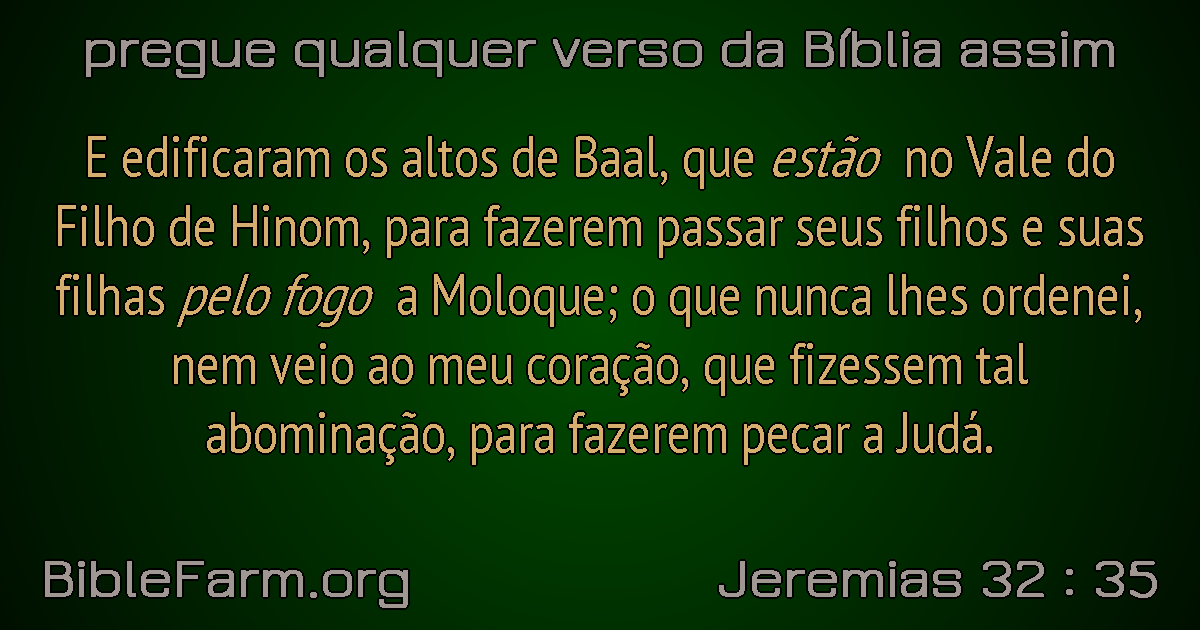 pregue qualquer verso da Bíblia assim
E edificaram os altos de Baal, que estão no Vale do
Filho de Hinom, para fazerem passar seus filhos e suas
filhas pelo fogo a Moloque; o que nunca lhes ordenei,
nem veio ao meu coração, que fizessem tal
abominação, para fazerem pecar a Judá.
BibleFarm.org
Jeremias 32 : 35